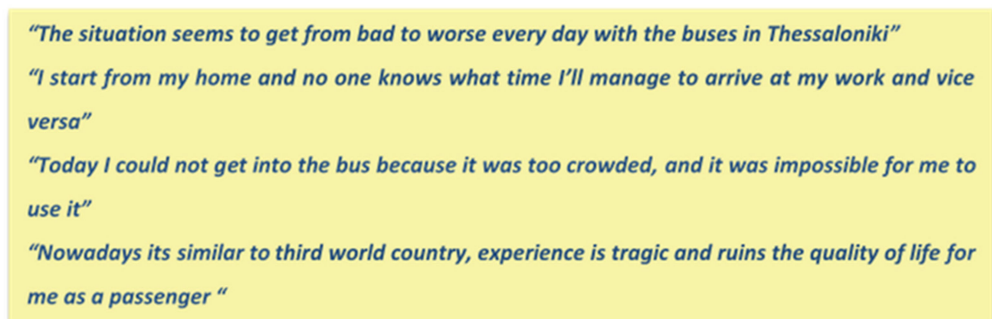 “The situation seems to get from bad to worse every day with the buses in Thessaloniki”
“I start from my home and no one knows what time I’ll manage to arrive at my work and vice
versa”
“Today I could not get into the bus because it was too crowded, and it was impossible for me to
use it”
“Nowadays its similar to third world country, experience is tragic and ruins the quality of life for
me as a passenger “